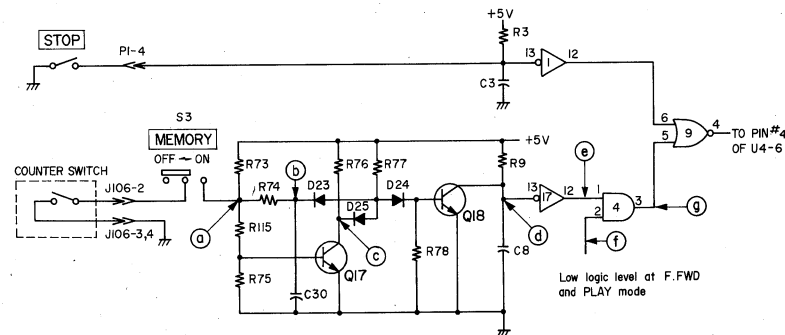 +5V
R3
STOP
P1-4
13
1
12
C3
S3
MEMORY
OFF ~ ON
6
5
9
4
TO PIN#4
OF U4-6
+5V
COUNTER SWITCH
J106-2
J106-3,4
R73
R74
b
D23
R76
R77
D24
R9
e
13
17
12
1
2
4
3
a
R115
D25
c
Q18
d
g
R75
Q17
R78
C8
f
C30
Low logic level at F.FWD
and PLAY mode